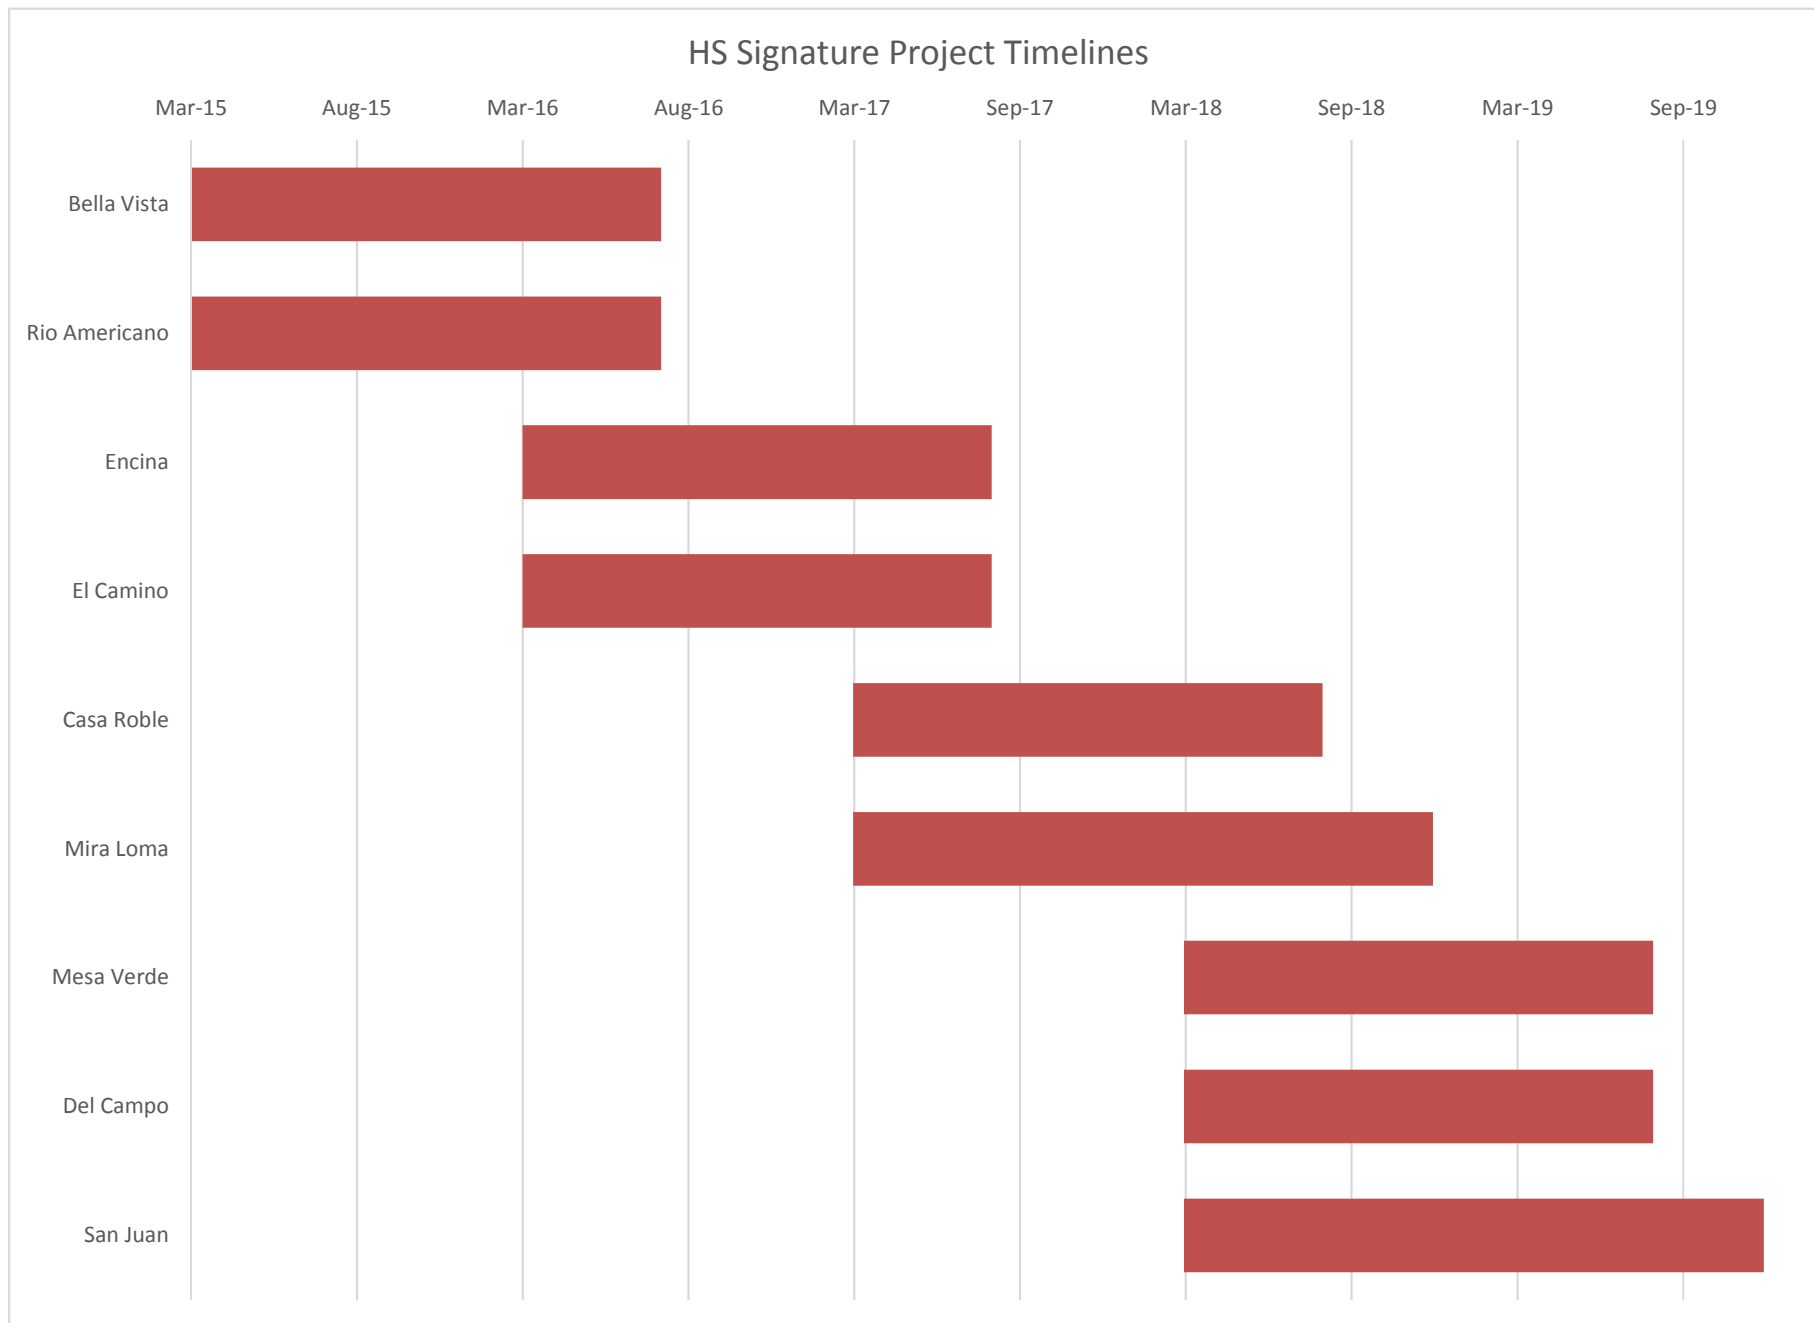 HS Signature Project Timelines
Mar-15 Aug-15 Mar-16 Aug-16 Mar-17 Sep-17 Mar-18 Sep-18 Mar-19 Sep-19
Bella Vista
Rio Americano
Encina
El Camino
Casa Roble
Mira Loma
Mesa Verde
Del Campo
San Juan